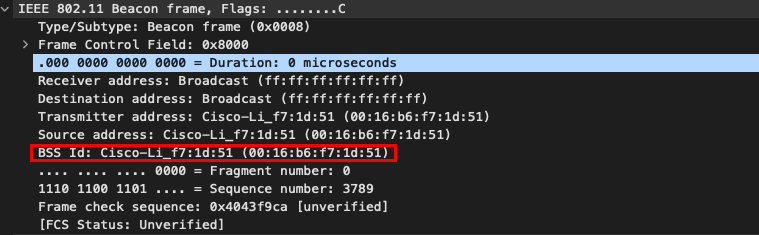 IEEE 802.11 Beacon frame, Flags: ........C
Type/Subtype: Beacon frame (0x0008)
Frame Control Field: 0x8000
.000 0000 0000 0000 = Duration: 0 microseconds
Receiver address: Broadcast (ff:ff:ff:ff:ff:ff)
Destination address: Broadcast (ff:ff:ff:ff:ff:ff)
Transmitter address: Cisco-Li_f7:1d:51 (00:16:b6:f7:1d:51)
Source address: Cisco-Li_f7:1d:51 (00:16:b6:f7:1d:51)
BSS Id: Cisco-Li_f7:1d:51 (00:16:b6:f7:1d:51)
.... .... .... 0000 = Fragment number: 0
1110 1100 1101 .... = Sequence number: 3789
Frame check sequence: 0x4043f9ca [unverified]
[FCS Status: Unverified]